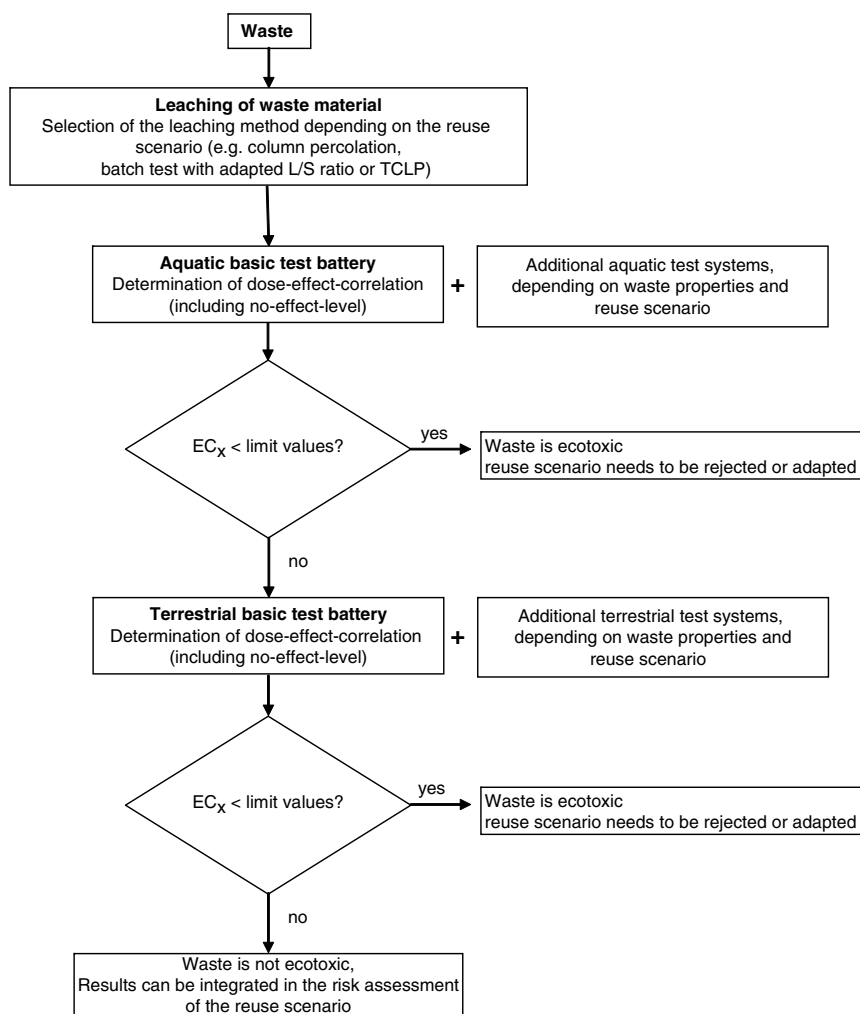 Waste
Leaching of waste material
Selection of the leaching method depending on the reuse
scenario (e.g. column percolation,
batch test with adapted L/S ratio or TCLP)
Aquatic basic test battery
Determination of dose-effect-correlation
(including no-effect-level)
+
Additional aquatic test systems,
depending on waste properties and
reuse scenario
ECX < limit values?
yes
Waste is ecotoxic
reuse scenario needs to be rejected or adapted
no
Terrestrial basic test battery
Determination of dose-effect-correlation
(including no-effect-level)
+
Additional terrestrial test systems,
depending on waste properties and
reuse scenario
ECX < limit values?
yes
Waste is ecotoxic
reuse scenario needs to be rejected or adapted
no
Waste is not ecotoxic,
Results can be integrated in the risk assessment
of the reuse scenario